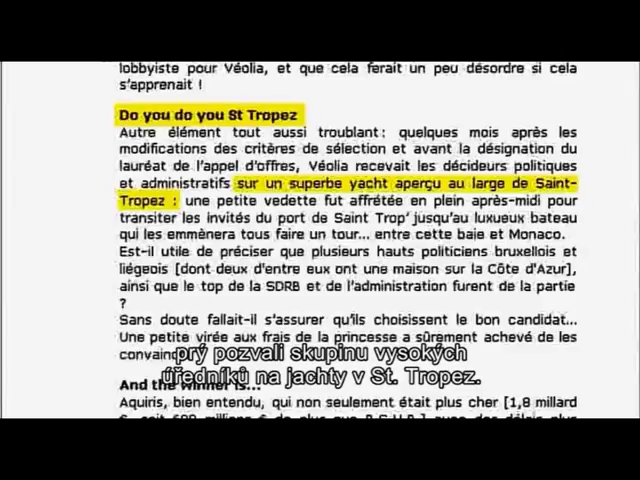 lobbyiste pour Véolia, et que cela ferait un peu désordre si cela
s'apprenait !
Do you do you St Tropez
Autre élément tout aussi troublant : quelques mois après les
modifications des critères de sélection et avant la désignation du
lauréat de l'appel d'offres, Véolia recevait les décideurs politiques
et administratifs sur un superbe yacht aperçu au large de Saint-
Tropez : une petite vedette fut affrétée en plein après-midi pour
transiter les invités du port de Saint Trop' jusqu'au luxueux bateau
qui les emmènera tous faire un tour... entre cette baie et Monaco.
Est-il utile de préciser que plusieurs hauts politiciens bruxellois et
liégeois [dont deux d'entre eux ont une maison sur la Côte d'Azur],
ainsi que le top de la SDRB et de l'administration furent de la partie
?
Sans doute fallait-il s'assurer qu'ils choisissent le bon candidat...
Une petite virée aux frais de la princesse a sûrement achevé de les
prý pozvali skupinu vysokých
úředníků na jachty v St. Tropez.
And the winner is...
Aquiris, bien entendu, qui non seulement était plus cher [1,8 milliard